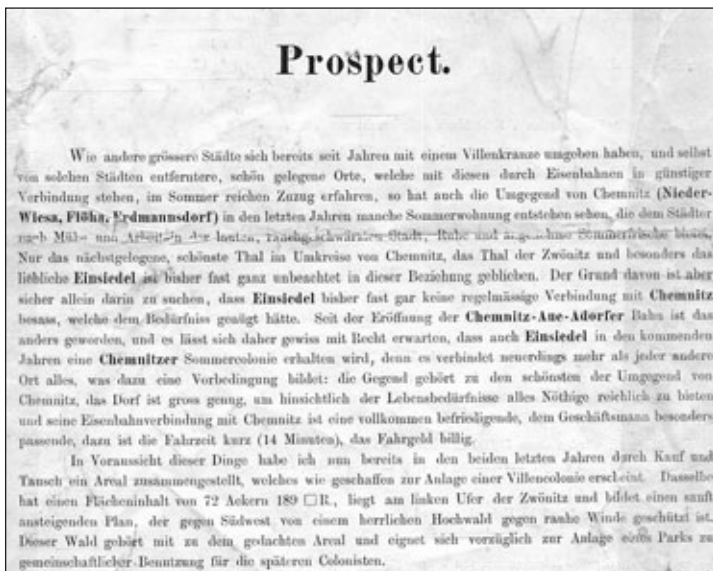 Prospect.
Wie andere grössere Städte sich bereits seit Jahren mit einem Villenkranze umgeben haben, und selbst
von solchen Städten entferntere, schön gelegene Orte, welche mit diesen durch Eisenbahnen in günstiger
Verbindung stehen, im Sommer reichen Zuzug erfahren, so hat auch die Umgegend von Chemnitz (Nieder-
Wiesa, Flöha, Erdmannsdorf) in den letzten Jahren manche Sommerwohnung entstehen sehen, die dem Städter
nach Mühe und Arbeit in der lauten, rauchgeschwärzten Stadt, Ruhe und angenehme Sommerfrische bieten.
Nur das nächstgelegene, schönste Thal im Umkreise von Chemnitz, das Thal der Zwönitz und besonders das
liebliche Einsiedel ist bisher fast ganz unbeachtet in dieser Beziehung geblieben. Der Grund davon ist aber
sicher allein darin zu suchen, dass Einsiedel bisher fast gar keine regelmässige Verbindung mit Chemnitz
besass, welche dem Bedürfniss genügt hätte. Seit der Eröffnung der Chemnitz-Aue-Adorfer Bahn ist das
anders geworden, und es lässt sich daher gewiss mit Recht erwarten, dass auch Einsiedel in den kommenden
Jahren eine Chemnitzer Sommercolonie erhalten wird, denn es verbindet neuerdings mehr als jeder andere
Ort alles, was dazu eine Vorbedingung bildet: die Gegend gehört zu den schönsten der Umgegend von
Chemnitz, das Dorf ist gross genug, um hinsichtlich der Lebensbedürfnisse alles Nöthige reichlich zu bieten
und seine Eisenbahnverbindung mit Chemnitz ist eine vollkommen befriedigende, dem Geschäftsmann besonders
passende, dazu ist die Fahrzeit kurz (14 Minuten), das Fahrgeld billig.
In Voraussicht dieser Dinge habe ich nun bereits in den beiden letzten Jahren durch Kauf und
Tausch ein Areal zusammengestellt, welches wie geschaffen zur Anlage einer Villencolonie erscheint. Dasselbe
hat einen Flächeninhalt von 72 Ackern 189 □R., liegt am linken Ufer der Zwönitz und bildet einen sanft
ansteigenden Plan, der gegen Südwest von einem herrlichen Hochwald gegen rauhe Winde geschützt ist.
Dieser Wald gehört mit zu dem gedachten Areal und eignet sich vorzüglich zur Anlage eines Parks zu
gemeinschaftlicher Benutzung für die späteren Colonisten.